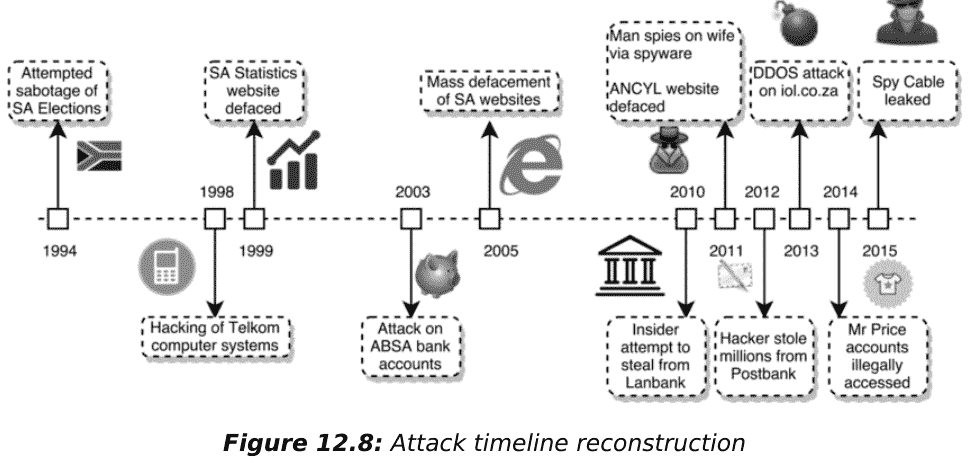 Attempted
sabotage of
SA Elections
SA Statistics
website
defaced
Mass defacement
of SA websites
Man spies on wife
via spyware
ANCYL website
defaced
DDOS attack
on iol.co.za
Spy Cable
leaked
1998
2003
2010
2012
2014
1994
1999
2005
2011
2013
2015
Hacking of Telkom
computer systems
Attack on
ABSA bank
accounts
Insider
attempt to
steal from
Lanbank
Hacker stole
millions from
Postbank
Mr Price
accounts
illegally
accessed
Figure 12.8: Attack timeline reconstruction